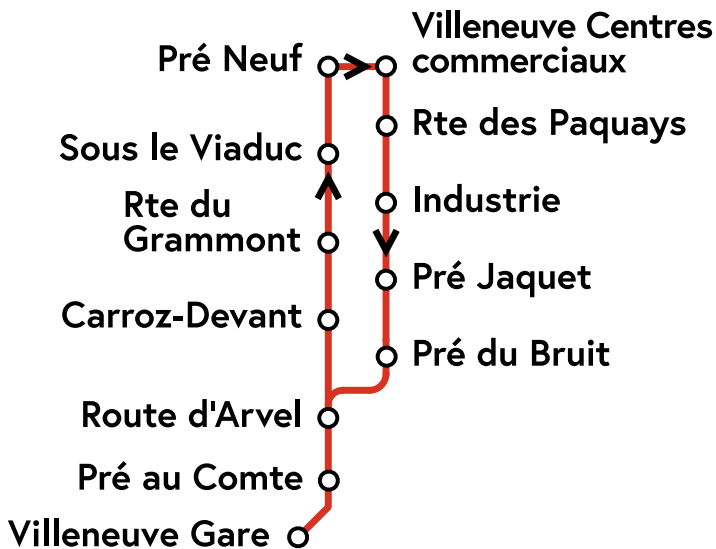 Villeneuve Centres
commerciaux
Pré Neuf
Rte des Paquays
Sous le Viaduc
Industrie
Rte du
Grammont
Pré Jaquet
Carroz-Devant
Pré du Bruit
Route d'Arvel
Pré au Comte
Villeneuve Gare